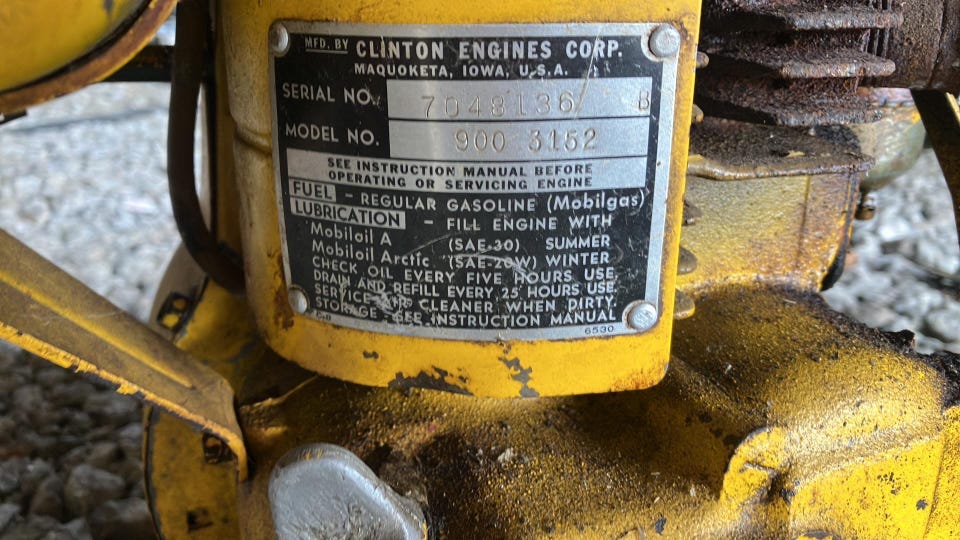 MFD. BY CLINTON ENGINES CORP.
MAQUOKETA, IOWA, U.S.A.
SERIAL NO. 7048136 B
MODEL NO. 900 3152
SEE INSTRUCTION MANUAL BEFORE
OPERATING OR SERVICING ENGINE
FUEL - REGULAR GASOLINE (Mobilgas)
LUBRICATION - FILL ENGINE WITH
Mobiloil A (SAE-30) SUMMER
Mobiloil Arctic (SAE-20W) WINTER
CHECK OIL EVERY FIVE HOURS USE.
DRAIN AND REFILL EVERY 25 HOURS USE.
SERVICE AIR CLEANER WHEN DIRTY.
STORAGE - SEE INSTRUCTION MANUAL
6530